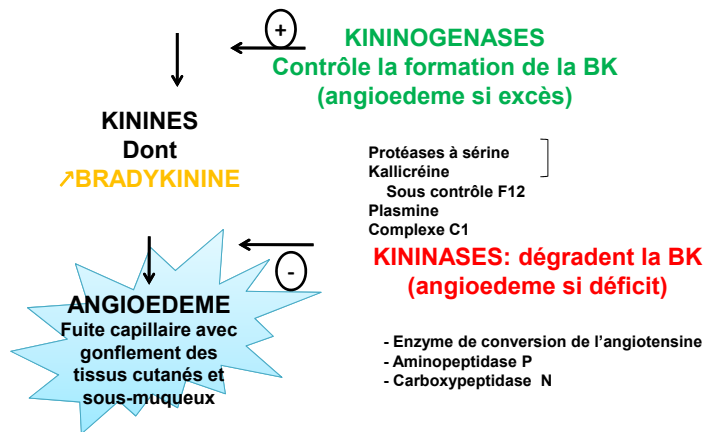 +
KININOGENASES
Contrôle la formation de la BK
(angioedeme si excès)
KININES
Dont
↗BRADYKININE
Protéases à sérine
Kallicréine
Sous contrôle F12
Plasmine
Complexe C1
KININASES: dégradent la BK
(angioedeme si déficit)
-
ANGIOEDEME
Fuite capillaire avec
gonflement des
tissus cutanés et
sous-muqueux
- Enzyme de conversion de l’angiotensine
- Aminopeptidase P
- Carboxypeptidase N